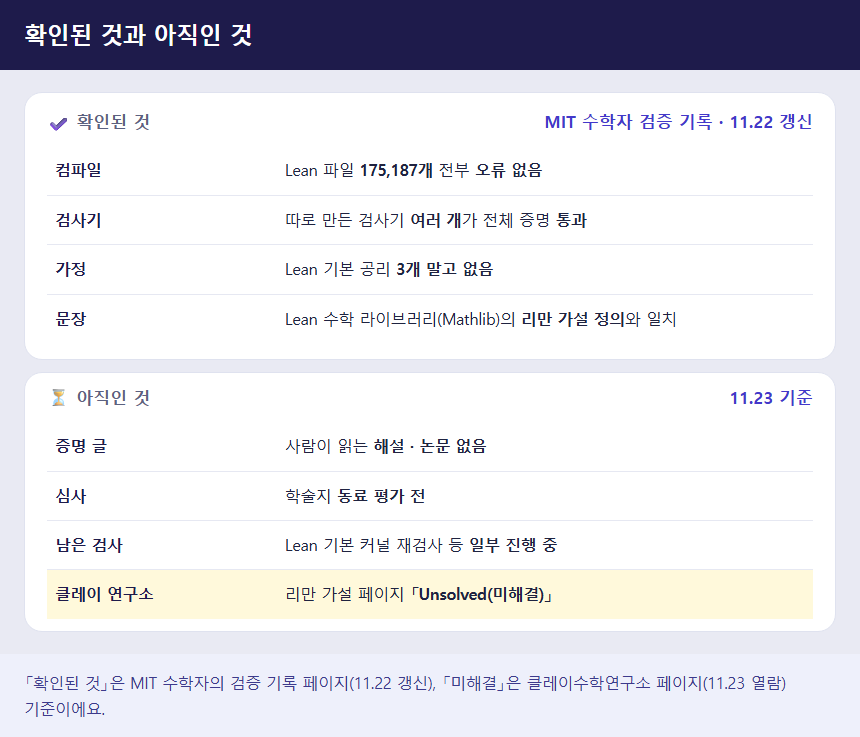 확인된 것과 아직인 것
확인된 것
MIT 수학자 검증 기록 · 11.22 갱신
컴파일
Lean 파일 175,187개 전부 오류 없음
검사기
따로 만든 검사기 여러 개가 전체 증명 통과
가정
Lean 기본 공리 3개 말고 없음
문장
Lean 수학 라이브러리(Mathlib)의 리만 가설 정의와 일치
아직인 것
11.23 기준
증명 글
사람이 읽는 해설 · 논문 없음
심사
학술지 동료 평가 전
남은 검사
Lean 기본 커널 재검사 등 일부 진행 중
클레이 연구소
리만 가설 페이지 「Unsolved(미해결)」
「확인된 것」은 MIT 수학자의 검증 기록 페이지(11.22 갱신), 「미해결」은 클레이수학연구소 페이지(11.23 열람)
기준이에요.